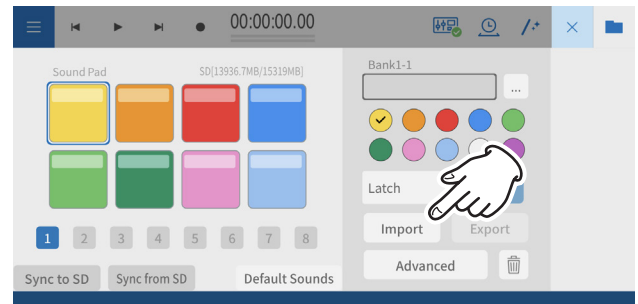 00:00:00.00
Sound Pad SD[13936.7MB/15319MB]
Bank1-1
...
Latch
Import Export
1 2 3 4 5 6 7 8
Advanced
Sync to SD Sync from SD Default Sounds